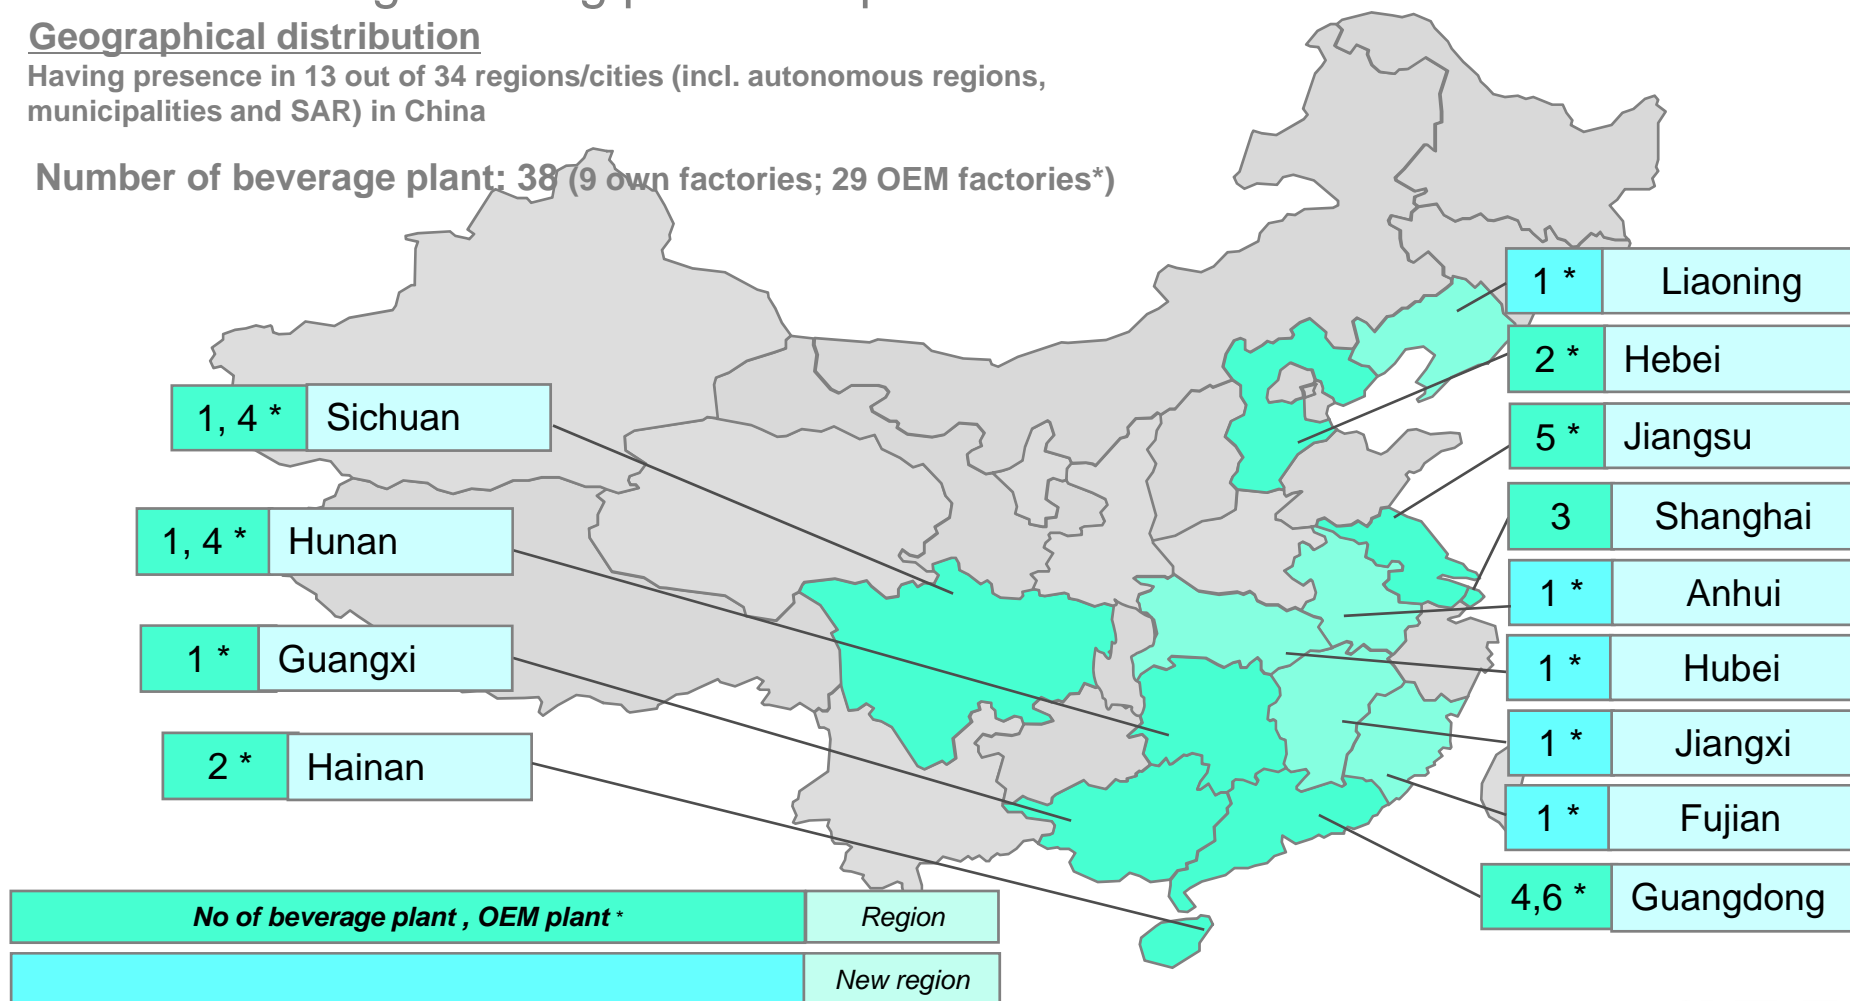 Geographical distribution
Having presence in 13 out of 34 regions/cities (incl. autonomous regions,
municipalities and SAR) in China
Number of beverage plant: 38 (9 own factories; 29 OEM factories*)
1 * Liaoning
2 * Hebei
5 * Jiangsu
3 Shanghai
1 * Anhui
1 * Hubei
1 * Jiangxi
1 * Fujian
4,6 * Guangdong
1, 4 * Sichuan
1, 4 * Hunan
1 * Guangxi
2 * Hainan
No of beverage plant , OEM plant * Region
New region